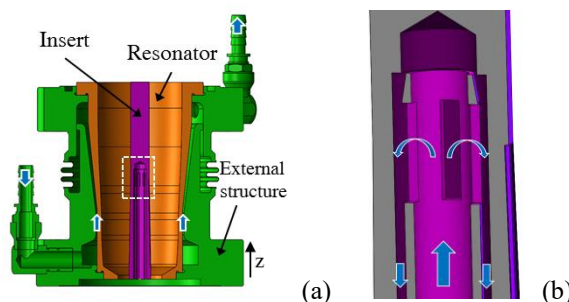 Insert
Resonator
External
structure
z
(a)
(b)